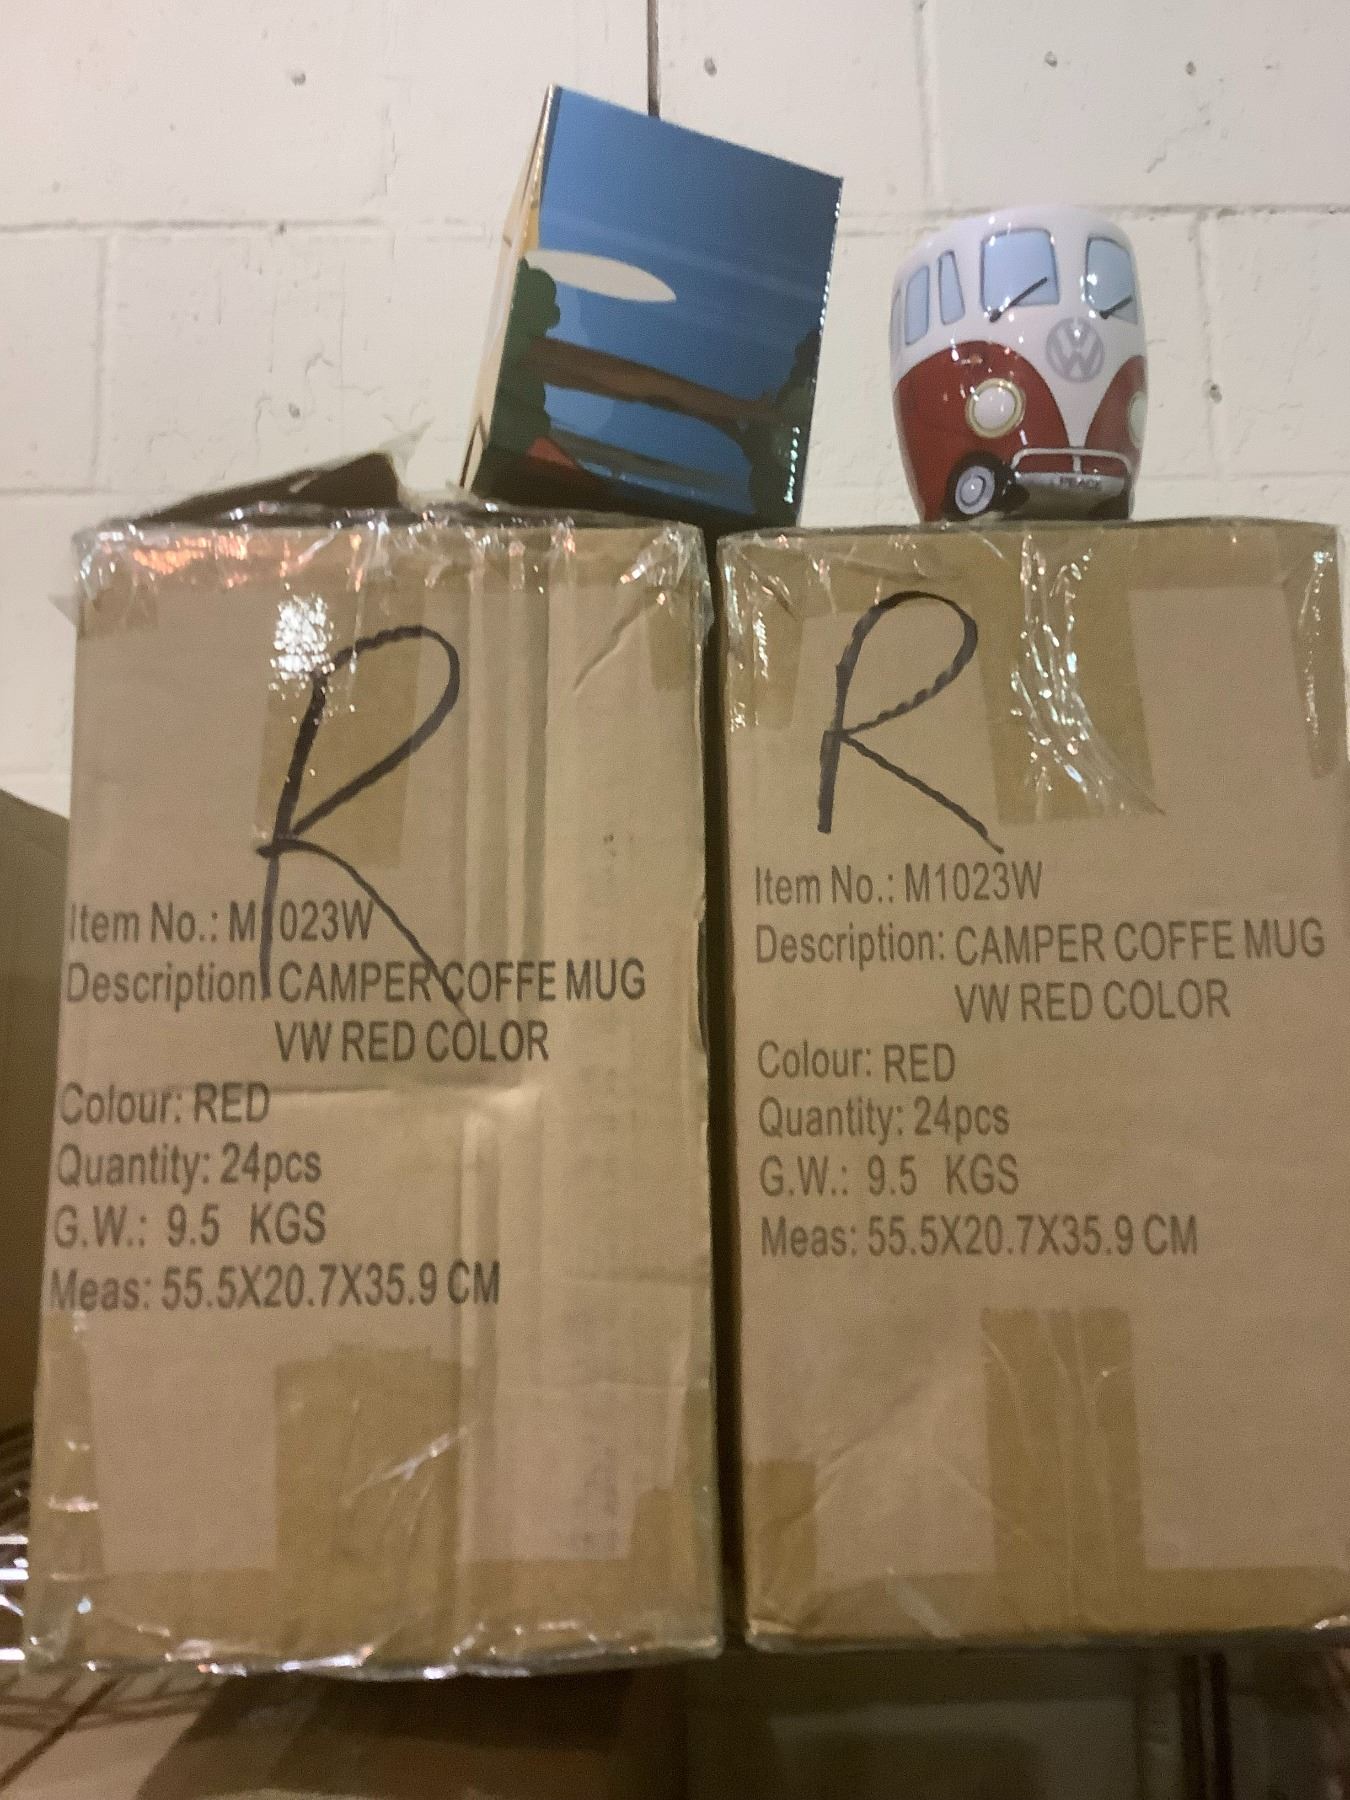 VW
PEACE
R
Item No.: M1023W
Description: CAMPER COFFE MUG
VW RED COLOR
Colour: RED
Quantity: 24pcs
G.W.: 9.5 KGS
Meas: 55.5X20.7X35.9 CM
R
Item No.: M1023W
Description: CAMPER COFFE MUG
VW RED COLOR
Colour: RED
Quantity: 24pcs
G.W.: 9.5 KGS
Meas: 55.5X20.7X35.9 CM